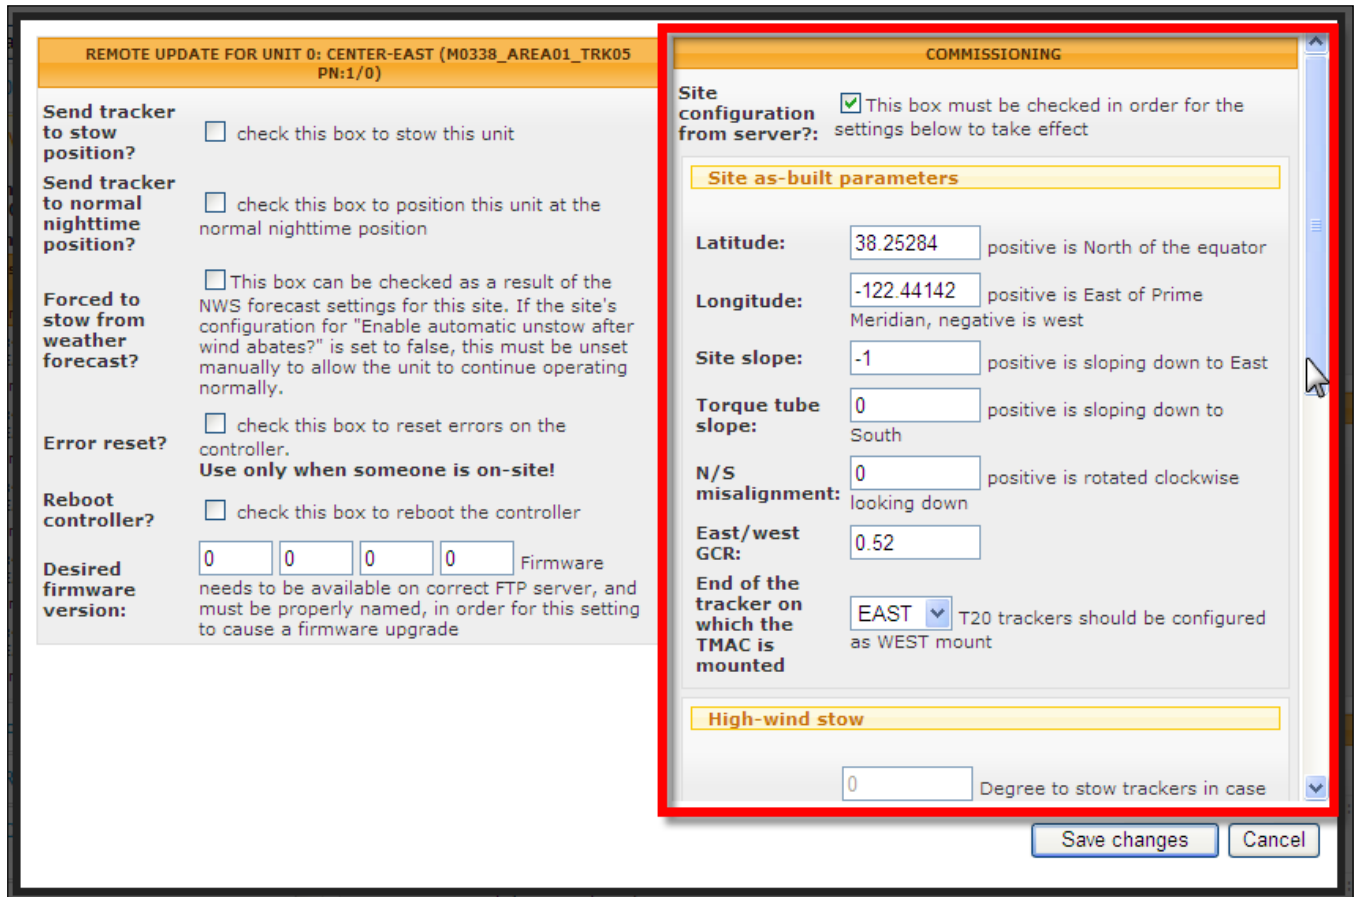 REMOTE UPDATE FOR UNIT 0: CENTER-EAST (M0338_AREA01_TRK05
PN:1/0)
Send tracker
to stow
position?
check this box to stow this unit
Send tracker
to normal
nighttime
position?
check this box to position this unit at the
normal nighttime position
Forced to
stow from
weather
forecast?
This box can be checked as a result of the
NWS forecast settings for this site. If the site's
configuration for "Enable automatic unstow after
wind abates?" is set to false, this must be unset
manually to allow the unit to continue operating
normally.
Error reset?
check this box to reset errors on the
controller.
Use only when someone is on-site!
Reboot
controller?
check this box to reboot the controller
Desired
firmware
version:
0 0 0 0 Firmware
needs to be available on correct FTP server, and
must be properly named, in order for this setting
to cause a firmware upgrade
COMMISSIONING
Site
configuration
from server?:
This box must be checked in order for the
settings below to take effect
Site as-built parameters
Latitude:
38.25284 positive is North of the equator
Longitude:
-122.44142 positive is East of Prime
Meridian, negative is west
Site slope:
-1 positive is sloping down to East
Torque tube
slope:
0 positive is sloping down to
South
N/S
misalignment:
0 positive is rotated clockwise
looking down
East/west
GCR:
0.52
End of the
tracker on
which the
TMAC is
mounted
EAST T20 trackers should be configured
as WEST mount
High-wind stow
0 Degree to stow trackers in case
Save changes Cancel